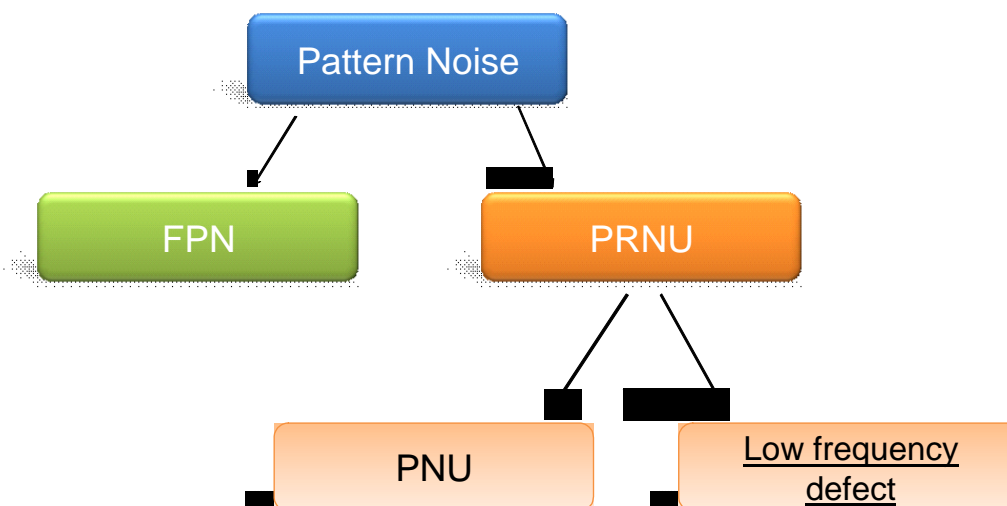 Pattern Noise
FPN
PRNU
PNU
Low frequency
defect